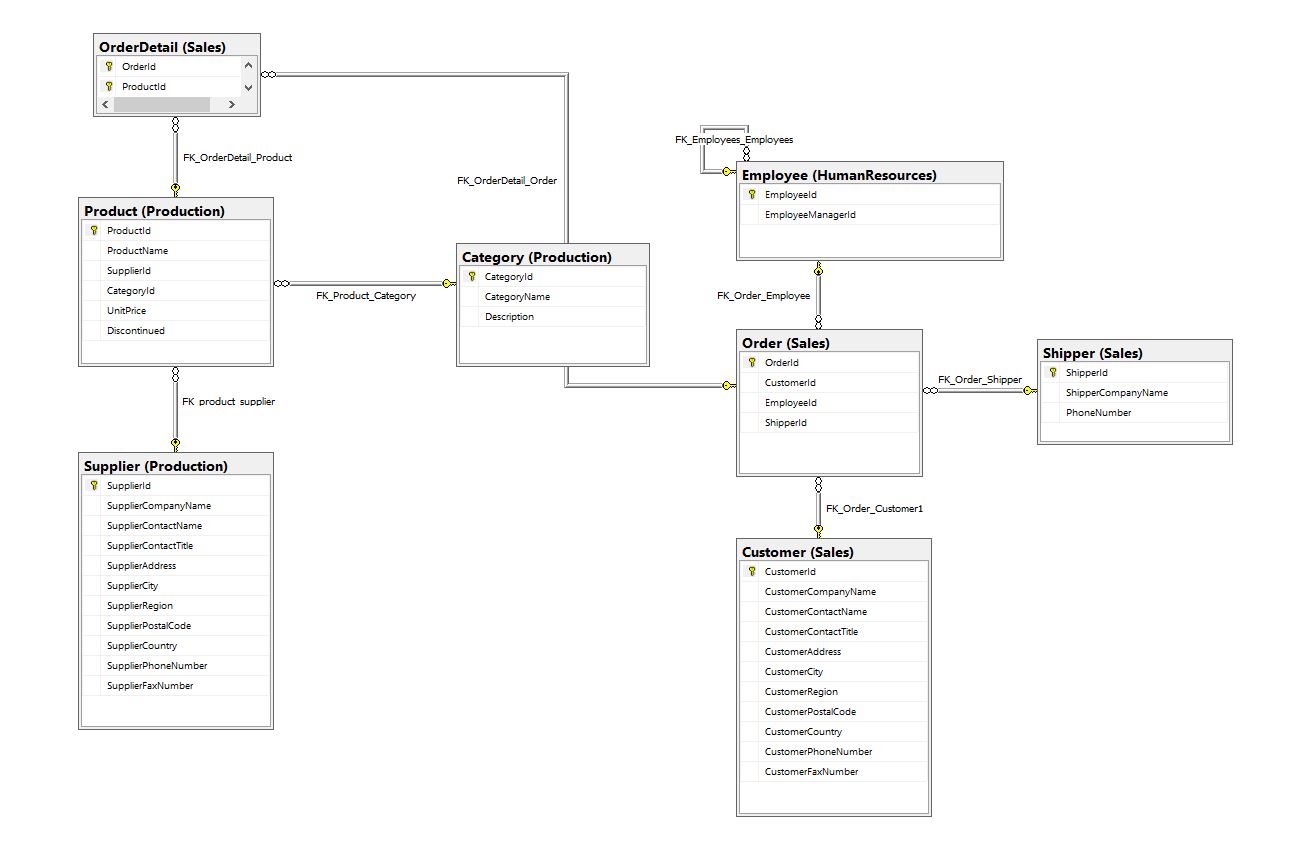 OrderDetail (Sales)
OrderId
ProductId
FK_OrderDetail_Product
FK_OrderDetail_Order
Product (Production)
ProductId
ProductName
SupplierId
CategoryId
UnitPrice
Discontinued
FK_Product_Category
Category (Production)
CategoryId
CategoryName
Description
FK_product_supplier
Supplier (Production)
SupplierId
SupplierCompanyName
SupplierContactName
SupplierContactTitle
SupplierAddress
SupplierCity
SupplierRegion
SupplierPostalCode
SupplierCountry
SupplierPhoneNumber
SupplierFaxNumber
FK_Employees_Employees
Employee (HumanResources)
EmployeeId
EmployeeManagerId
FK_Order_Employee
Order (Sales)
OrderId
CustomerId
EmployeeId
ShipperId
FK_Order_Shipper
Shipper (Sales)
ShipperId
ShipperCompanyName
PhoneNumber
FK_Order_Customer1
Customer (Sales)
CustomerId
CustomerCompanyName
CustomerContactName
CustomerContactTitle
CustomerAddress
CustomerCity
CustomerRegion
CustomerPostalCode
CustomerCountry
CustomerPhoneNumber
CustomerFaxNumber